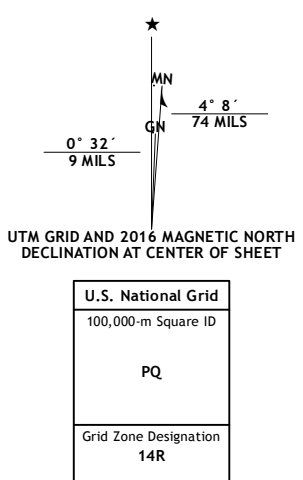 ★
MN
4° 8´
74 MILS
GN
0° 32´
9 MILS
UTM GRID AND 2016 MAGNETIC NORTH
DECLINATION AT CENTER OF SHEET
U.S. National Grid
100,000-m Square ID
PQ
Grid Zone Designation
14R